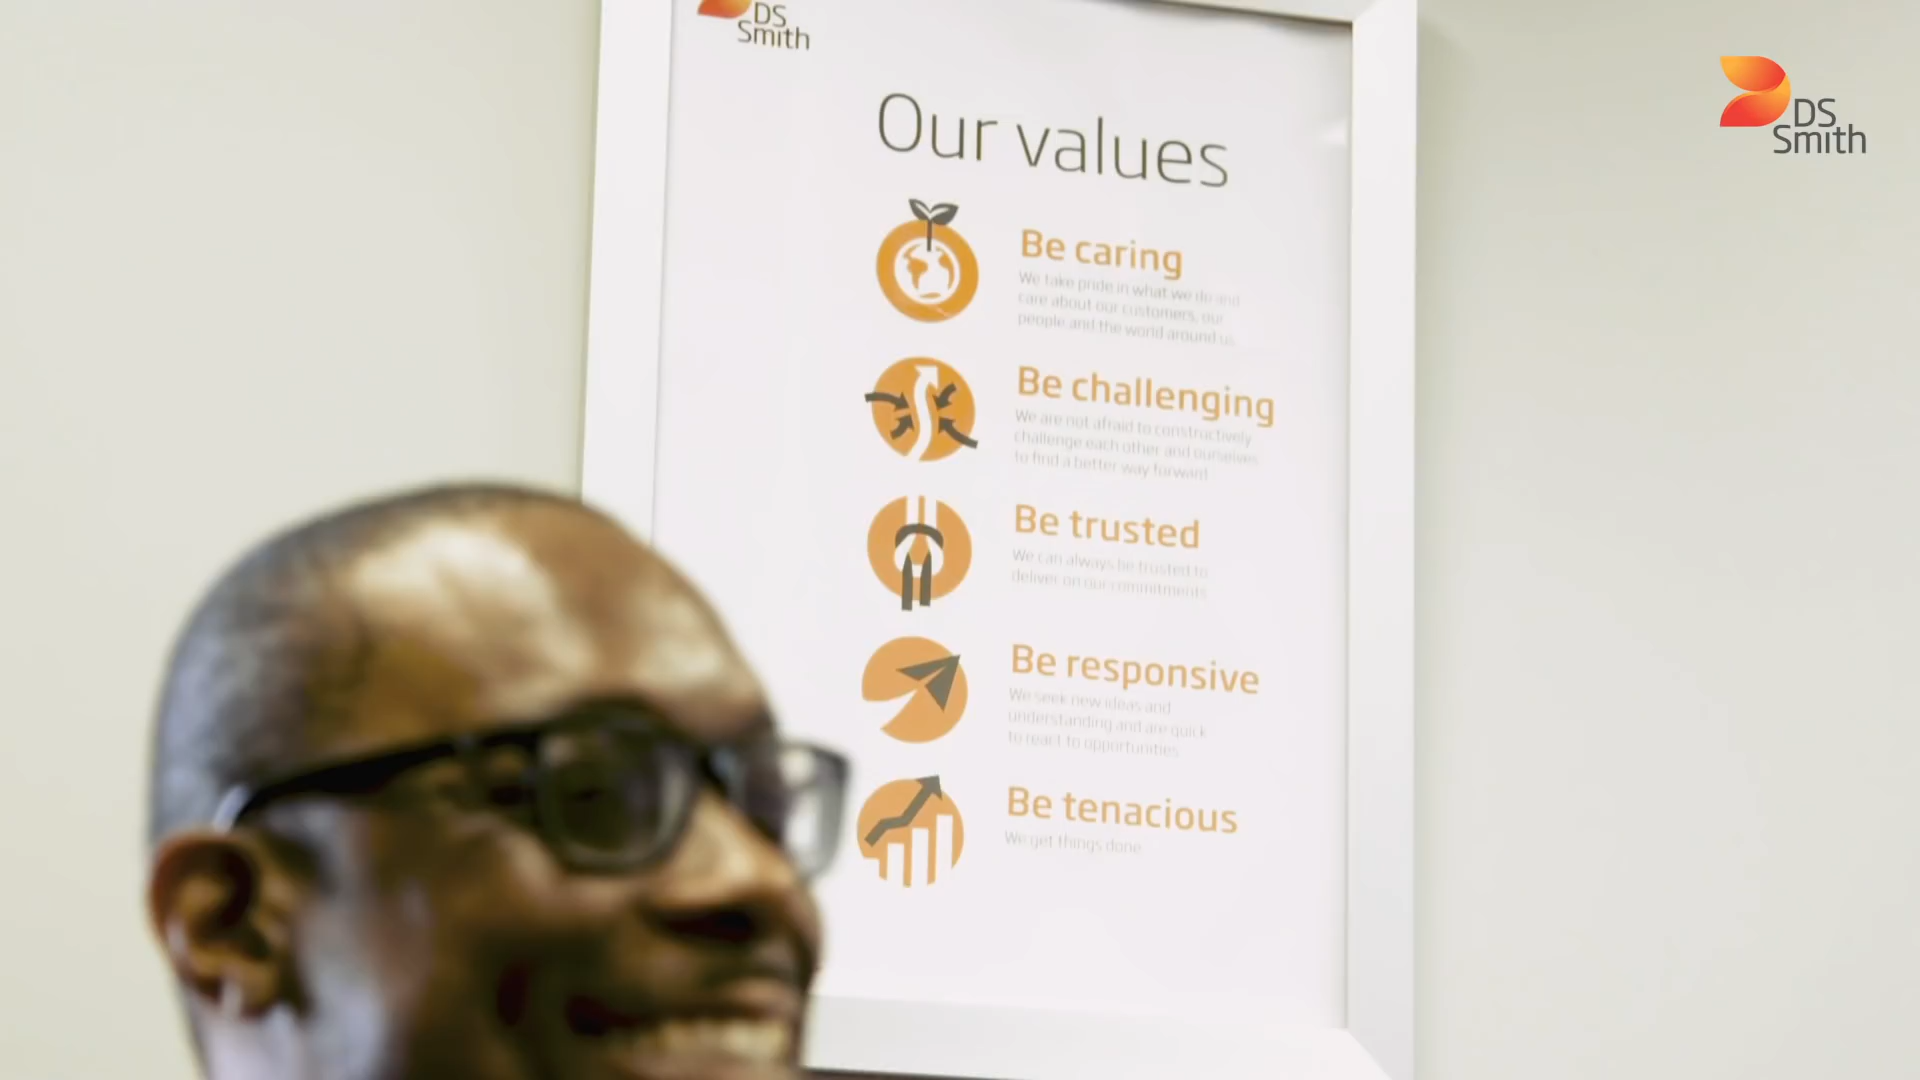 DS
Smith
Our values
Be caring
We take pride in what we do and
care about our customers, our
people and the world around us
Be challenging
We are not afraid to constructively
challenge each other and ourselves
to find a better way forward
Be trusted
We can always be trusted to
deliver on our commitments
Be responsive
We seek new ideas and
understanding and are quick
to react to opportunities
Be tenacious
We get things done
DS
Smith